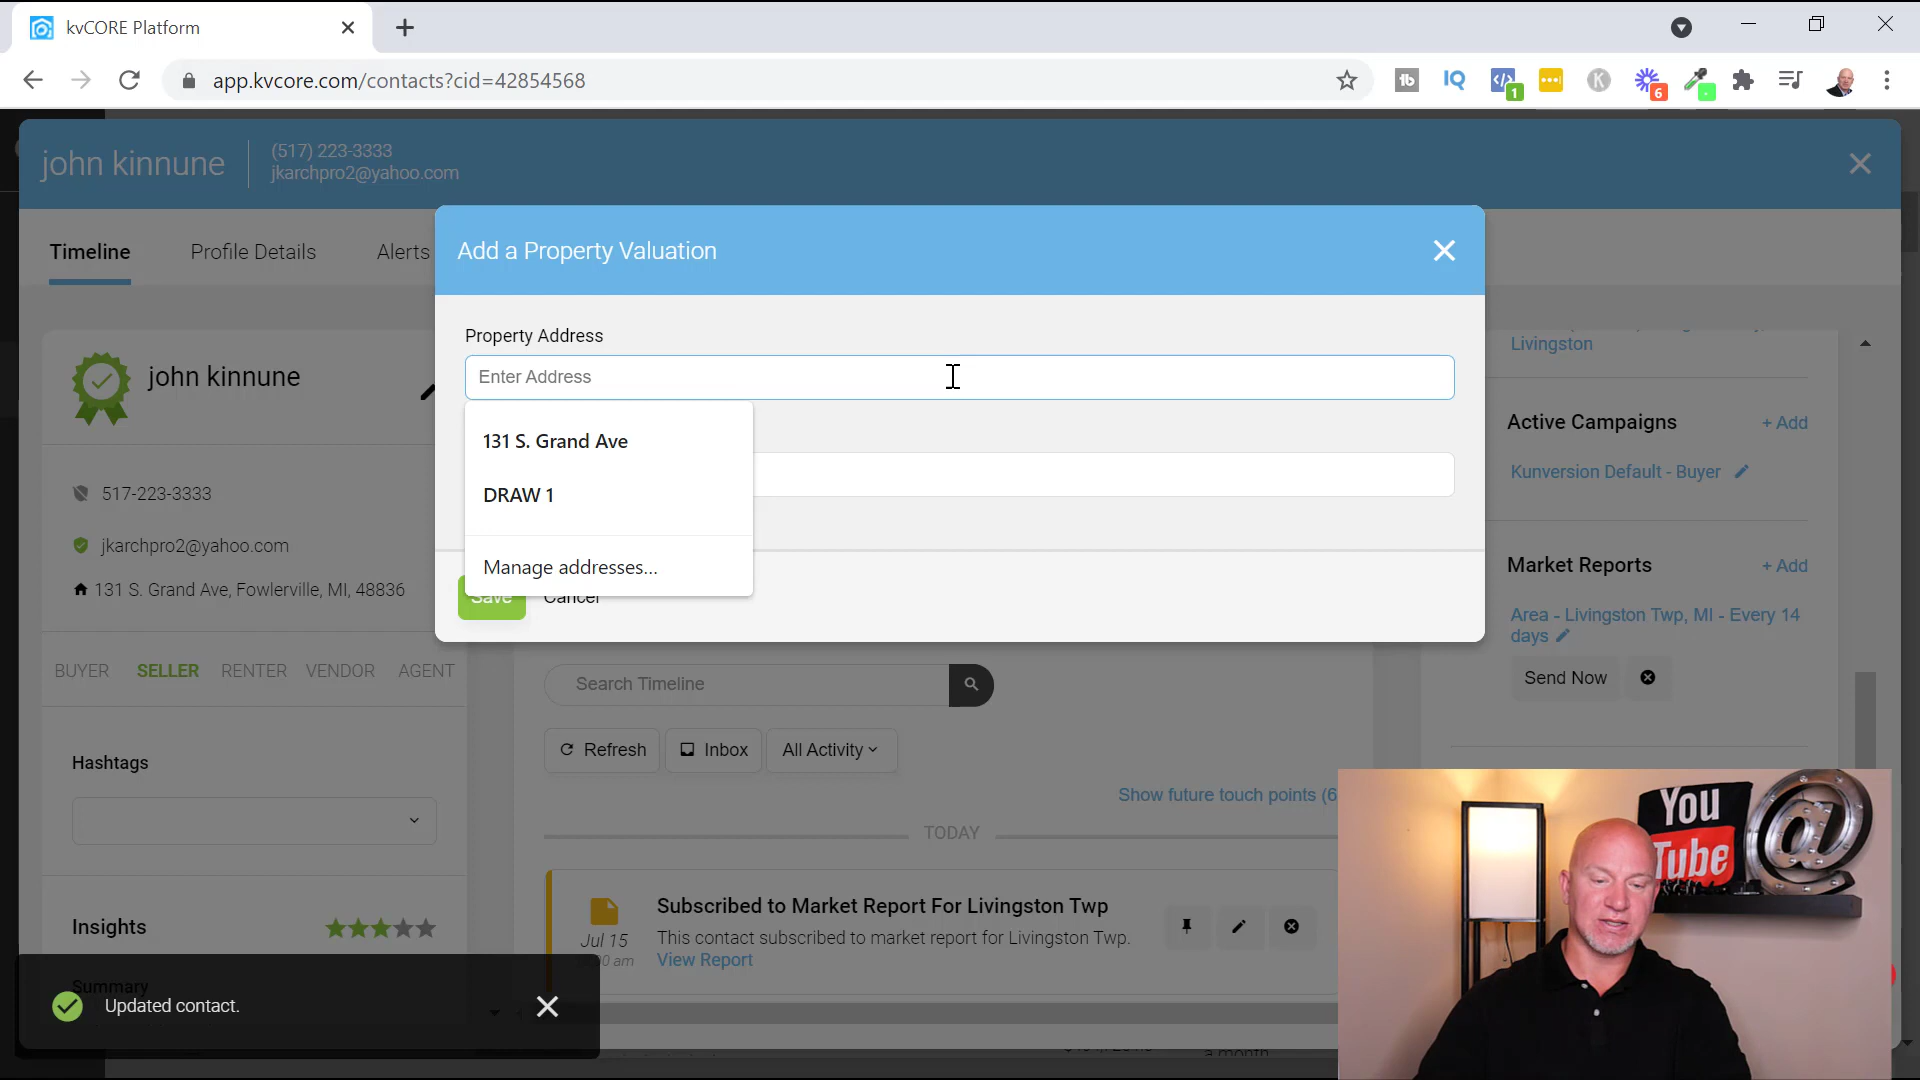 kvCORE Platform
app.kvcore.com/contacts?cid=42854568
1
6
john kinnune
(517) 223-3333
jkarchpro2@yahoo.com
Timeline
Profile Details
Alerts
Add a Property Valuation
Property Address
Enter Address
131 S. Grand Ave
DRAW 1
Manage addresses...
Save
Cancel
john kinnune
517-223-3333
jkarchpro2@yahoo.com
131 S. Grand Ave, Fowlerville, MI, 48836
BUYER SELLER RENTER VENDOR AGENT
Hashtags
Insights
Summary
Updated contact.
Search Timeline
Refresh
Inbox
All Activity
Show future touch points (6
TODAY
Jul 15
Subscribed to Market Report For Livingston Twp
This contact subscribed to market report for Livingston Twp.
View Report
a month
Livingston
Active Campaigns
+ Add
Kunversion Default - Buyer
Market Reports
+ Add
Area - Livingston Twp, MI - Every 14
days
Send Now
You
Tube
@